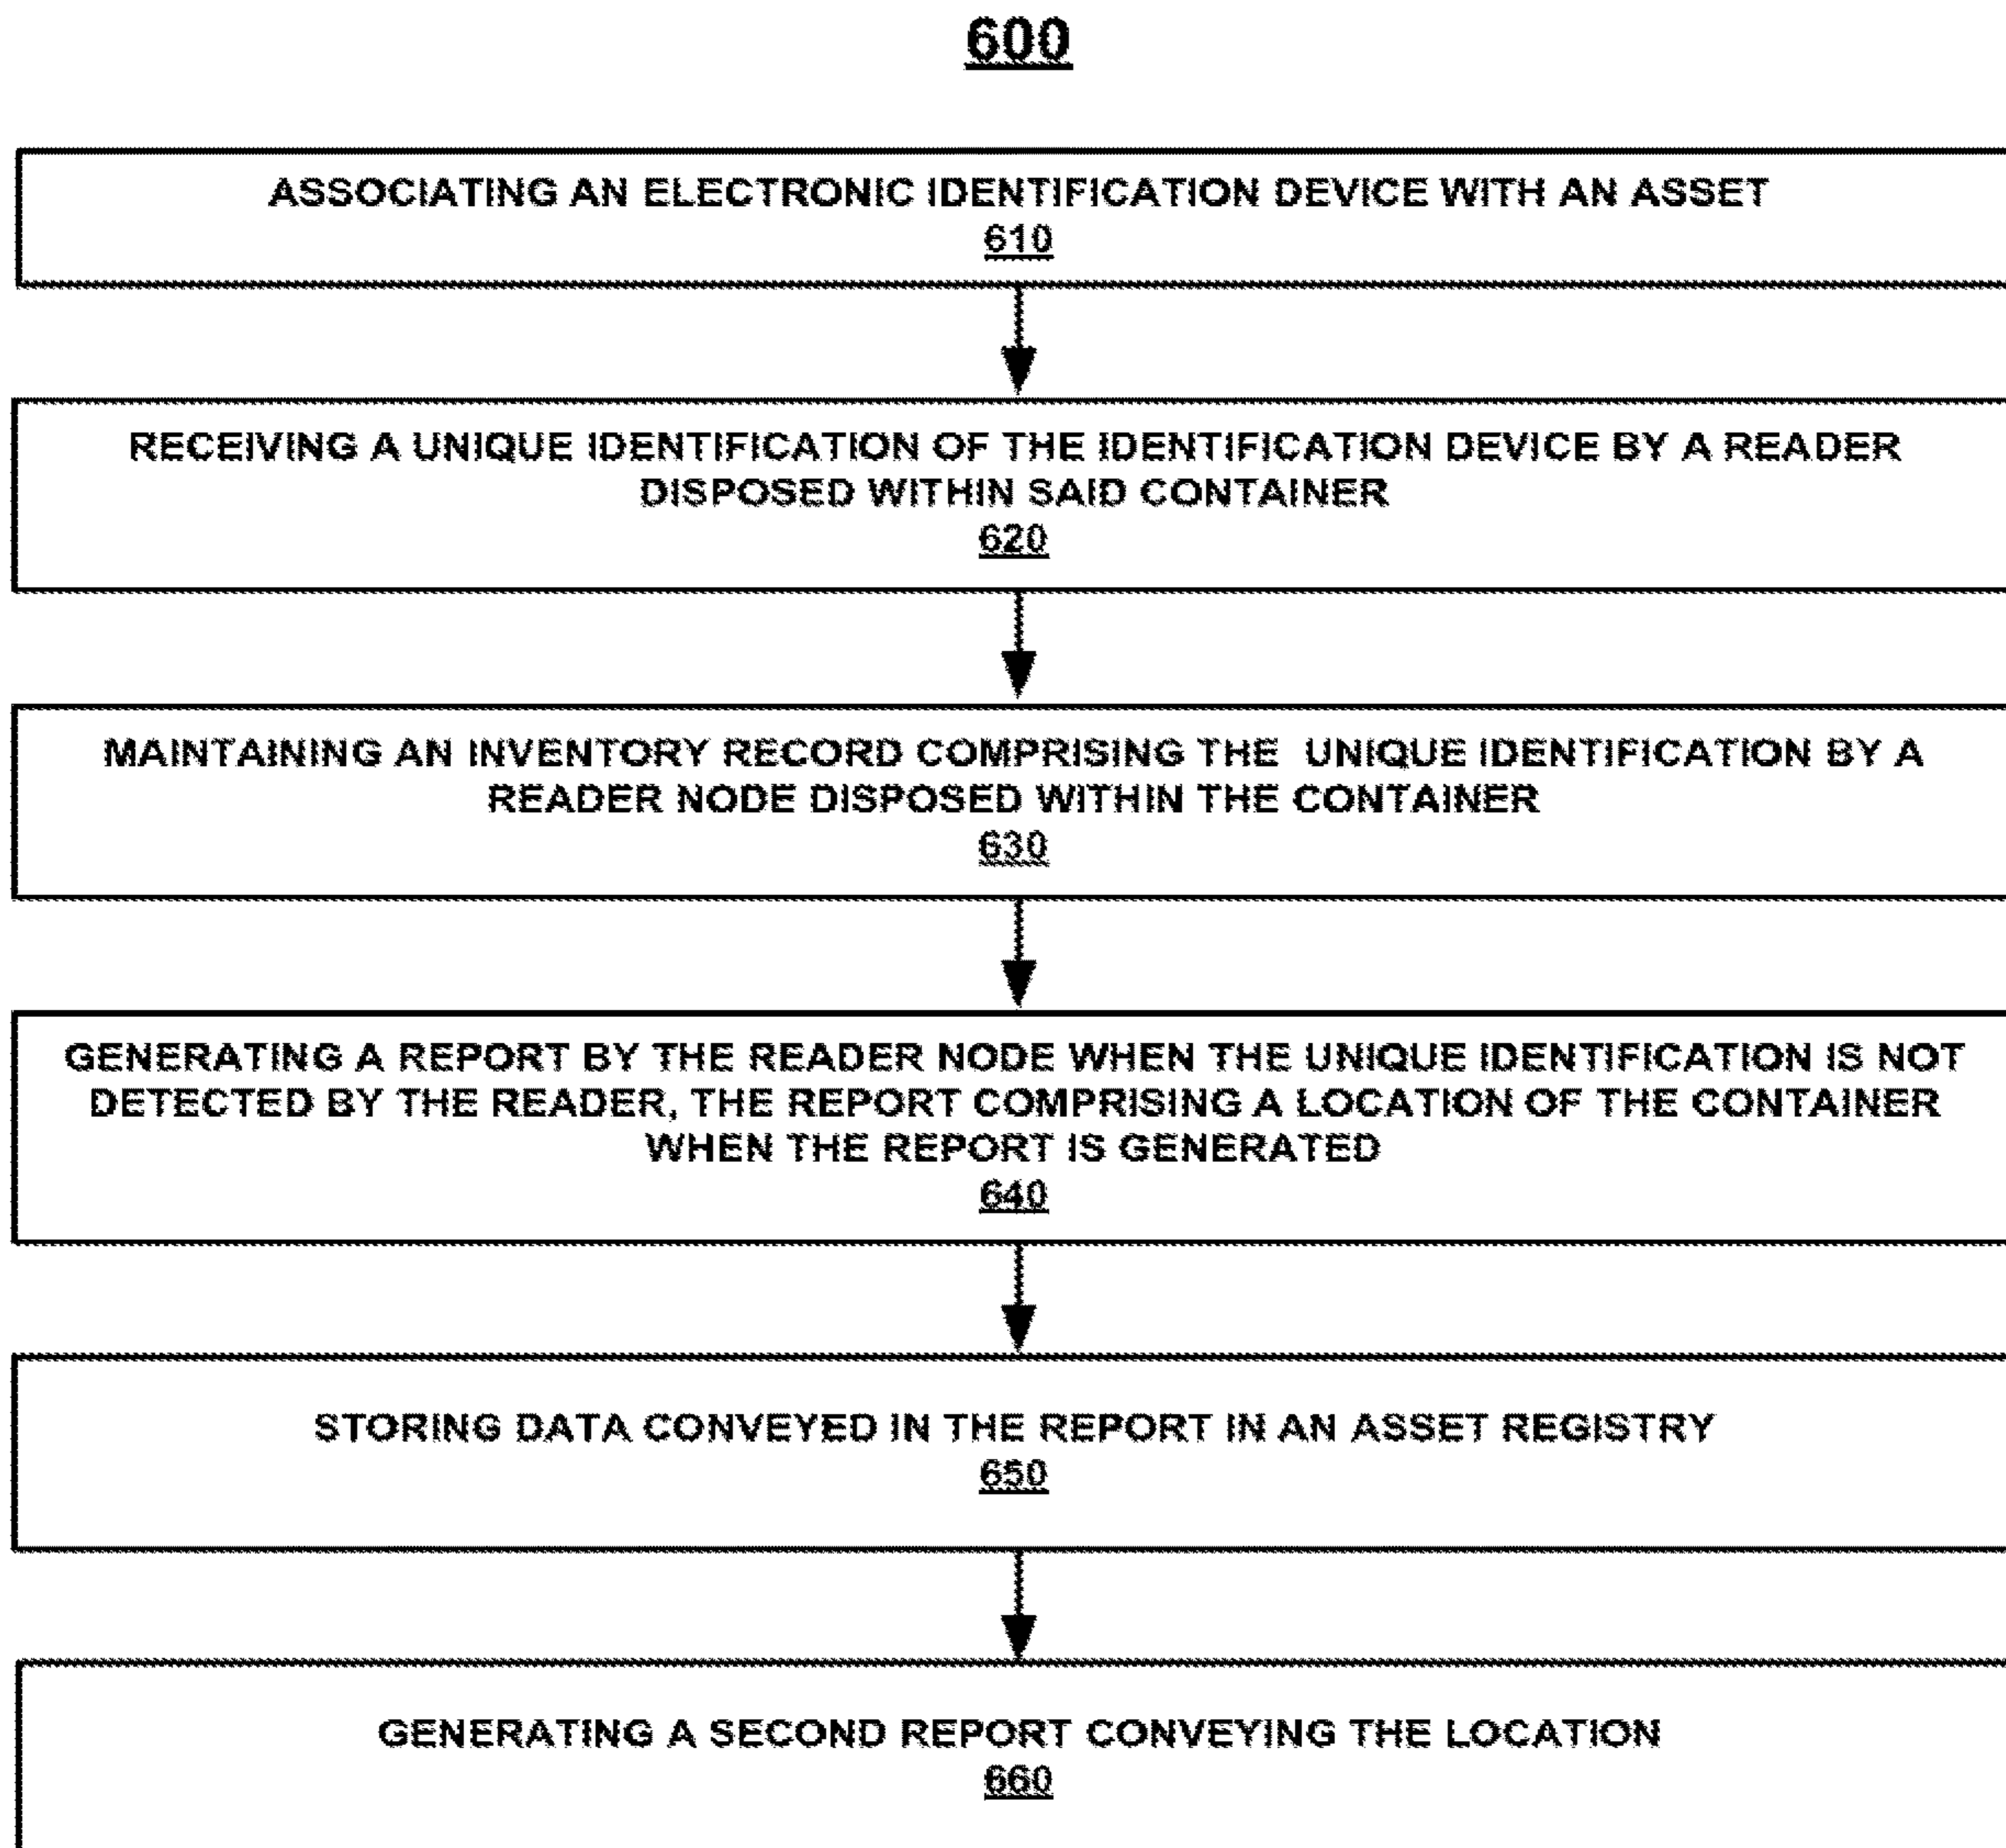 600
ASSOCIATING AN ELECTRONIC IDENTIFICATION DEVICE WITH AN ASSET
610
RECEIVING A UNIQUE IDENTIFICATION OF THE IDENTIFICATION DEVICE BY A READER
DISPOSED WITHIN SAID CONTAINER
620
MAINTAINING AN INVENTORY RECORD COMPRISING THE UNIQUE IDENTIFICATION BY A
READER NODE DISPOSED WITHIN THE CONTAINER
630
GENERATING A REPORT BY THE READER NODE WHEN THE UNIQUE IDENTIFICATION IS NOT
DETECTED BY THE READER, THE REPORT COMPRISING A LOCATION OF THE CONTAINER
WHEN THE REPORT IS GENERATED
640
STORING DATA CONVEYED IN THE REPORT IN AN ASSET REGISTRY
650
GENERATING A SECOND REPORT CONVEYING THE LOCATION
660